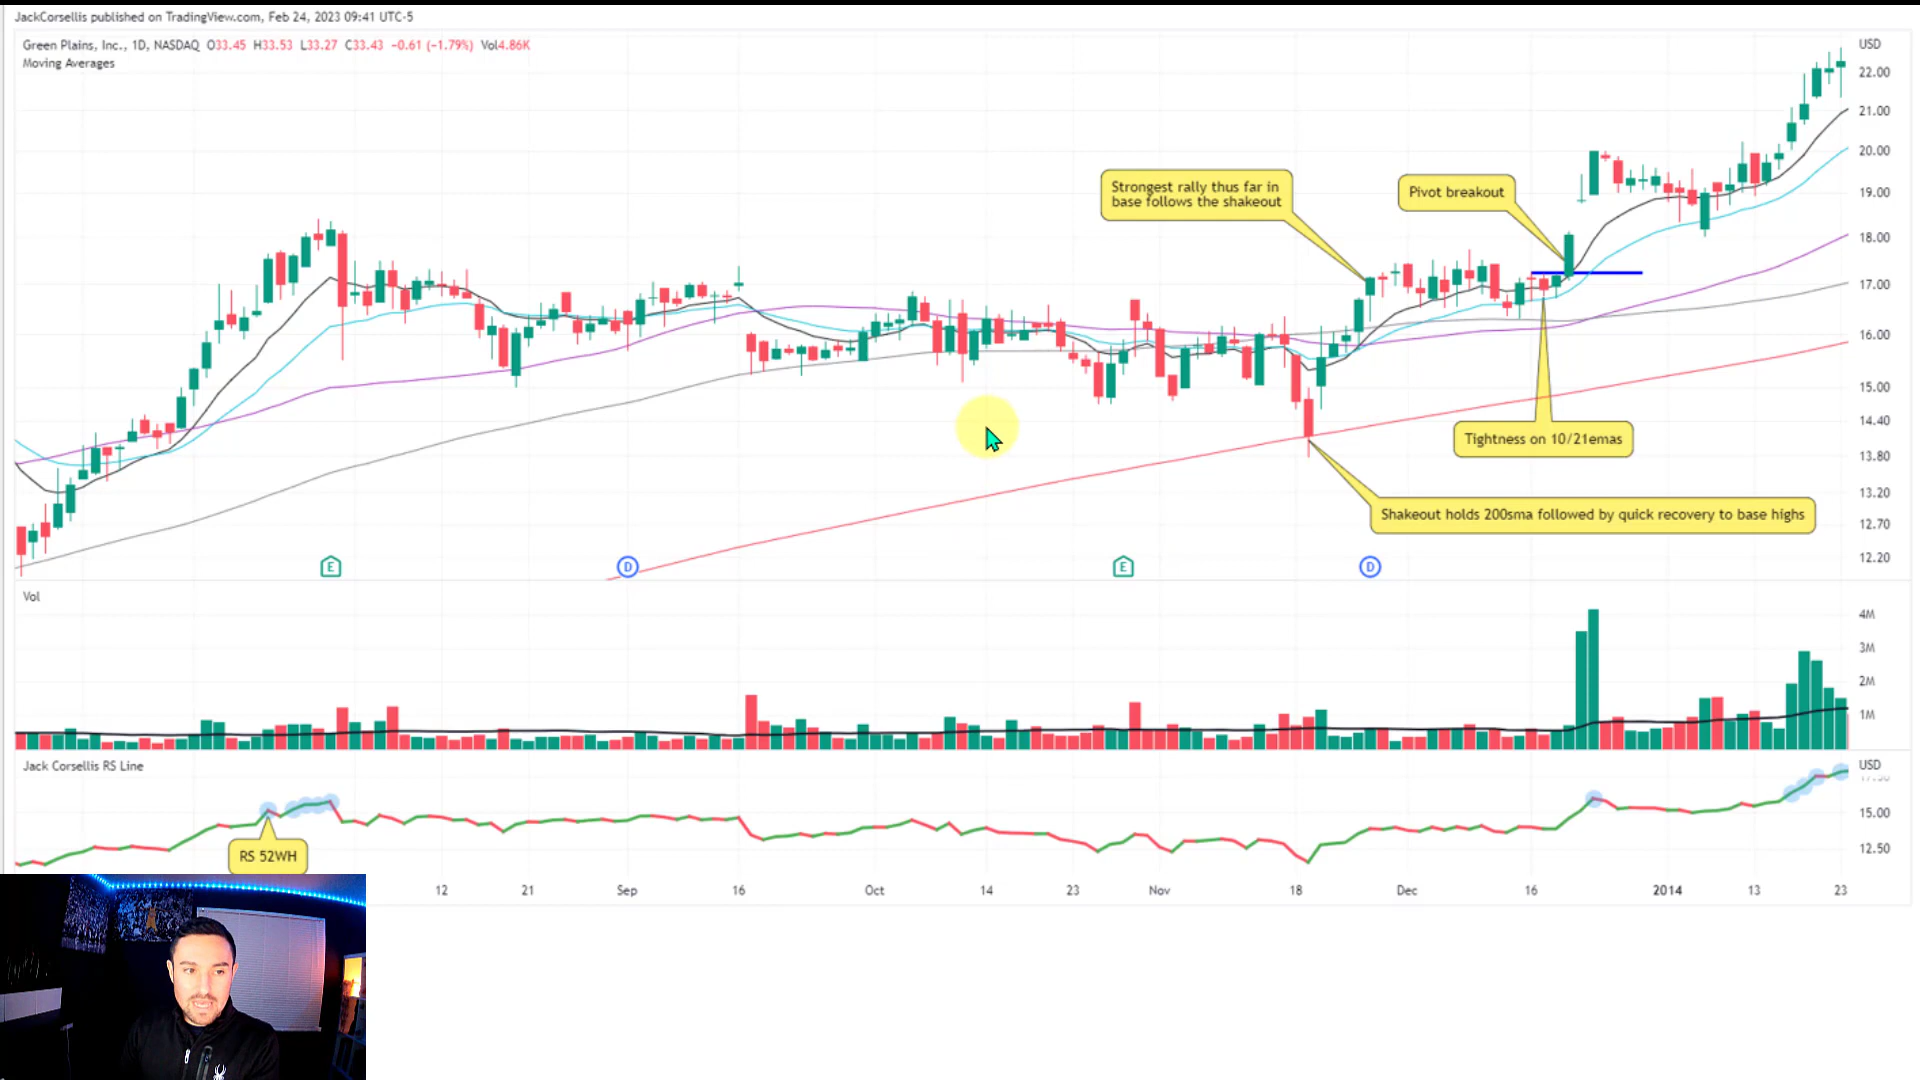 JackCorsellis published on TradingView.com, Feb 24, 2023 09:41 UTC-5
Green Plains, Inc., 1D, NASDAQ O33.45 H33.53 L33.27 C33.43 −0.61 (−1.79%) Vol4.86K
Moving Averages
USD
22.00
21.00
20.00
19.00
18.00
17.00
16.00
15.00
14.40
13.80
13.20
12.70
12.20
Strongest rally thus far in
base follows the shakeout
Pivot breakout
Tightness on 10/21emas
Shakeout holds 200sma followed by quick recovery to base highs
E
D
E
D
Vol
4M
3M
2M
1M
Jack Corsellis RS Line
USD
17.50
15.00
12.50
RS 52WH
12 21 Sep 16 Oct 14 23 Nov 18 Dec 16 2014 13 23